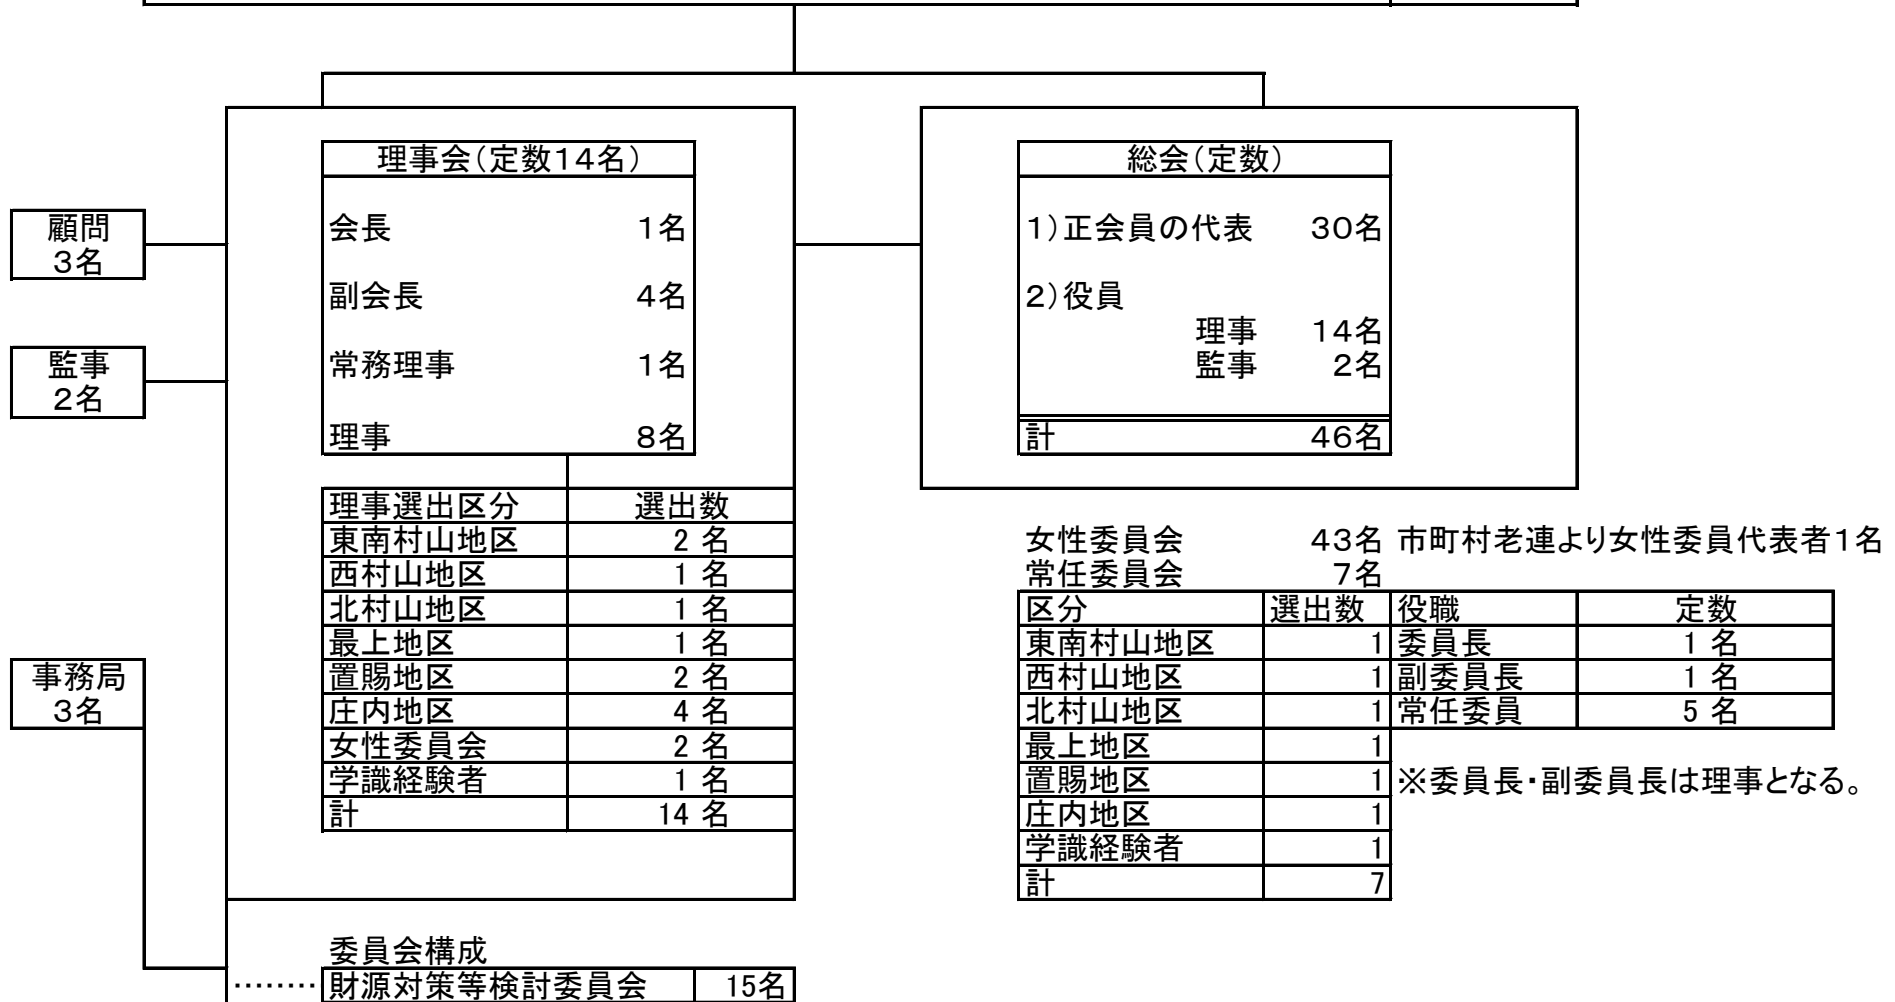 顧問
3名
監事
2名
事務局
3名
理事会（定数14名）
会長 1名
副会長 4名
常務理事 1名
理事 8名
理事選出区分 選出数
東南村山地区 2 名
西村山地区 1 名
北村山地区 1 名
最上地区 1 名
置賜地区 2 名
庄内地区 4 名
女性委員会 2 名
学識経験者 1 名
計 14 名
委員会構成
‥‥‥‥財源対策等検討委員会 15名
総会（定数）
1）正会員の代表 30名
2）役員
理事 14名
監事 2名
計 46名
女性委員会 43名 市町村老連より女性委員代表者1名
常任委員会 7名
区分 選出数 役職 定数
東南村山地区 1 委員長 1 名
西村山地区 1 副委員長 1 名
北村山地区 1 常任委員 5 名
最上地区 1
置賜地区 1 ※委員長・副委員長は理事となる。
庄内地区 1
学識経験者 1
計 7